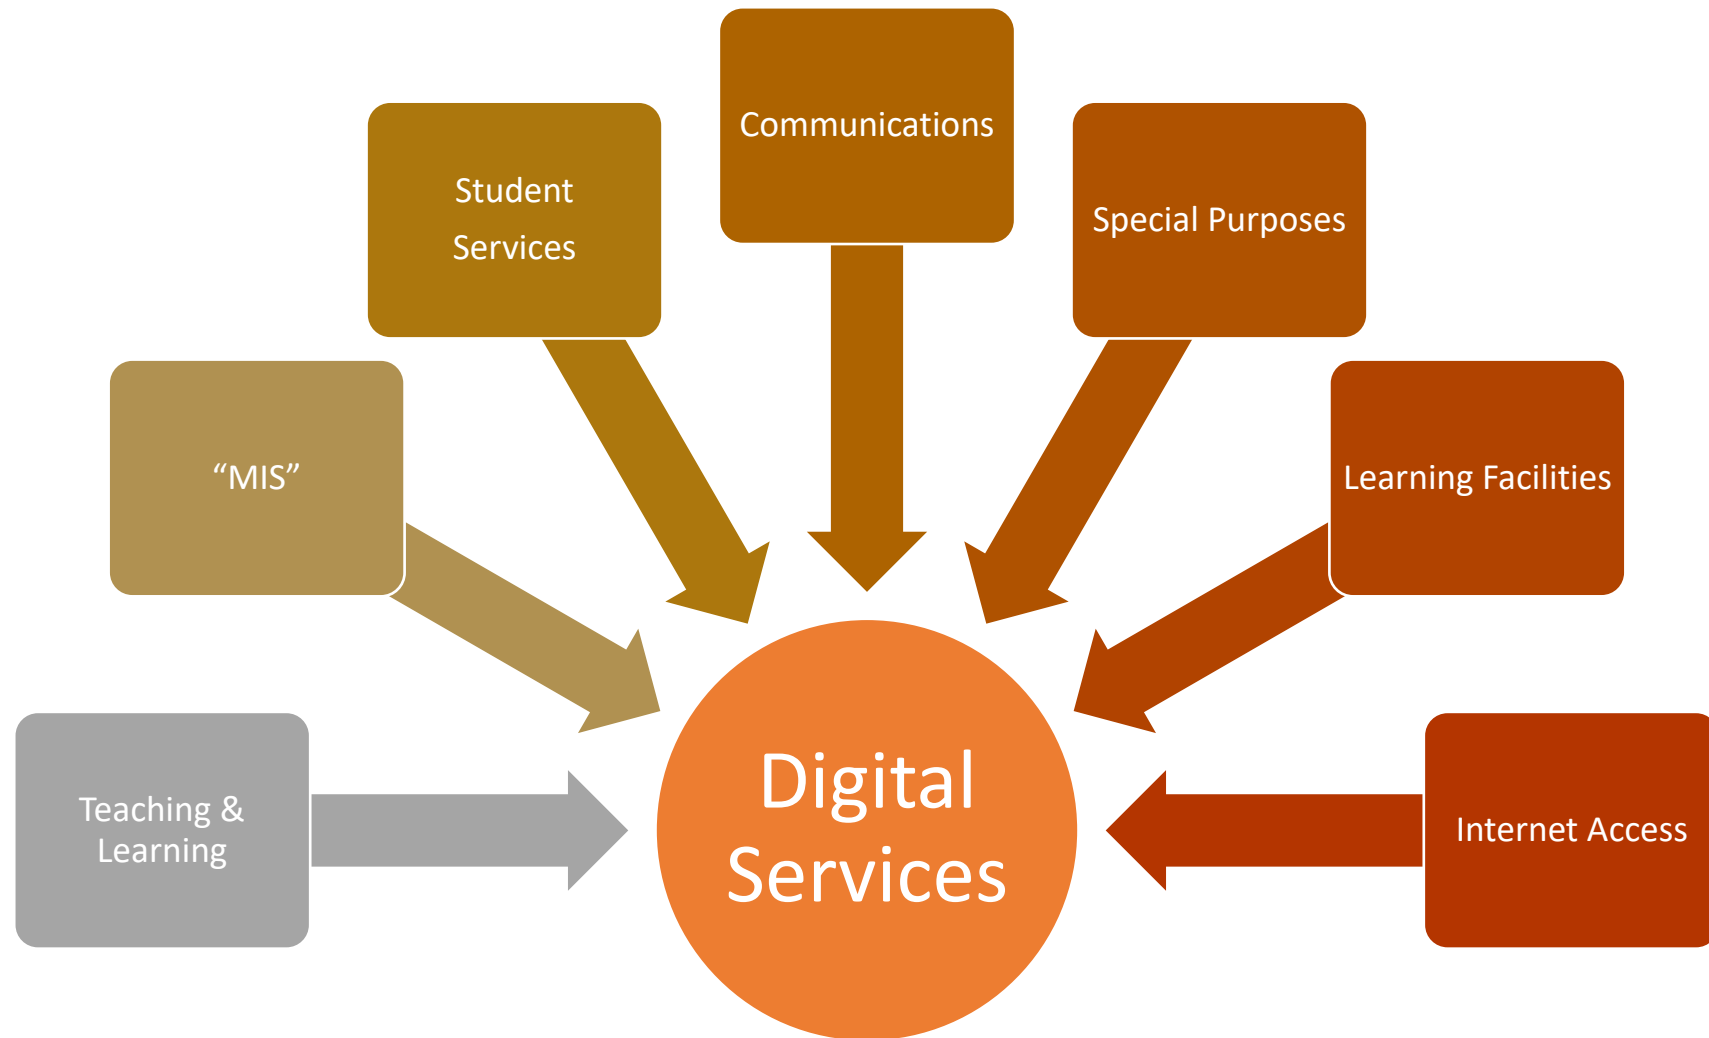 Communications
Student
Services
Special Purposes
“MIS”
Learning Facilities
Teaching &
Learning
Digital
Services
Internet Access